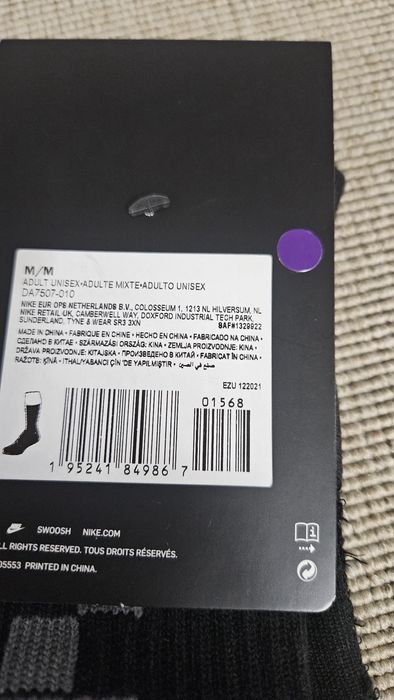 M/M
ADULT UNISEX•ADULTE MIXTE•ADULTO UNISEX
DA7507-010
NIKE EUR OPS NETHERLANDS B.V., COLOSSEUM 1, 1213 NL HILVERSUM, NL
NIKE RETAIL UK, CAMBERWELL WAY, DOXFORD INDUSTRIAL TECH PARK,
SUNDERLAND, TYNE & WEAR SR3 3XN SAF#1329922
MADE IN CHINA • FABRIQUE EN CHINE • HECHO EN CHINA • FABRICADO NA CHINA •
СДЕЛАНО В КИТАЕ • SZÁRMAZÁSI ORSZÁG: KÍNA • ZEMLJA PROIZVODNJE: KINA •
DRŽAVA PROIZVODNJE: KITAJSKA • ПРОИЗВЕДЕНО В КИТАЙ • FABRICAT ÎN CHINA •
RAŽOTS: ĶĪNĀ • ITHAL/YABANCI ÇİN'DE YAPILMIŞTIR • صنع في الصين
EZU 122021
01568
1 95241 84986 7
SWOOSH NIKE.COM
LL RIGHTS RESERVED. TOUS DROITS RÉSERVÉS.
05553 PRINTED IN CHINA.